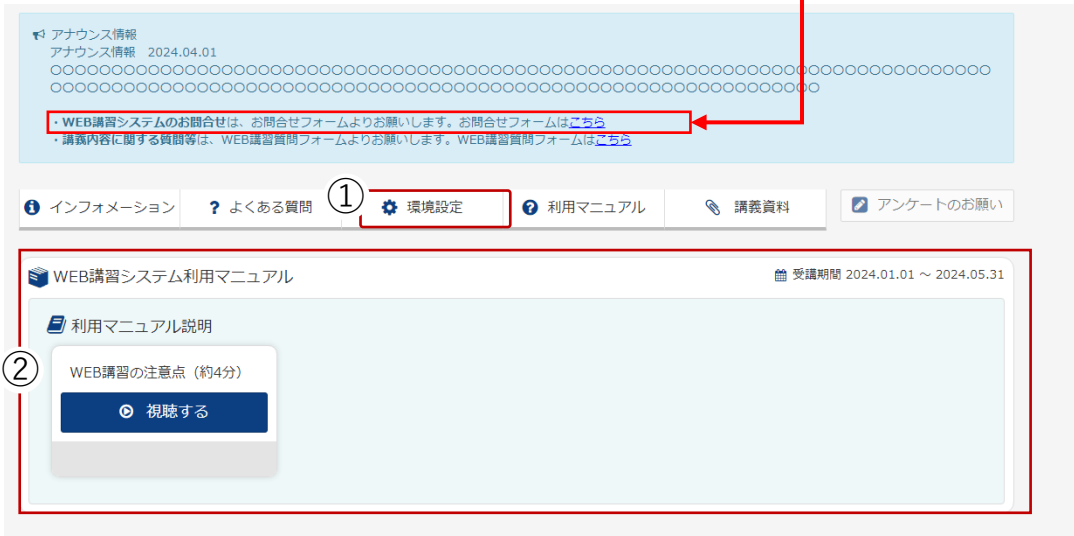 アナウンス情報
アナウンス情報 2024.04.01
〇〇〇〇〇〇〇〇〇〇〇〇〇〇〇〇〇〇〇〇〇〇〇〇〇〇〇〇〇〇〇〇〇〇〇〇〇〇〇〇〇〇〇〇〇〇〇〇〇〇〇〇〇〇〇〇〇〇〇〇〇〇〇〇〇〇〇〇〇〇〇〇〇〇〇〇〇
〇〇〇〇〇〇〇〇〇〇〇〇〇〇〇〇〇〇〇〇〇〇〇〇〇〇〇〇〇〇〇〇〇〇〇〇〇〇〇〇〇〇〇〇〇〇〇〇〇〇〇〇〇〇〇〇〇〇〇〇〇〇〇
・WEB講習システムのお問合せは、お問合せフォームよりお願いします。お問合せフォームはこちら
・講義内容に関する質問等は、WEB講習質問フォームよりお願いします。WEB講習質問フォームはこちら
インフォメーション ? よくある質問 ① 環境設定 利用マニュアル 講義資料 アンケートのお願い
WEB講習システム利用マニュアル 受講期間 2024.01.01 ～ 2024.05.31
利用マニュアル説明
②
WEB講習の注意点（約4分）
視聴する